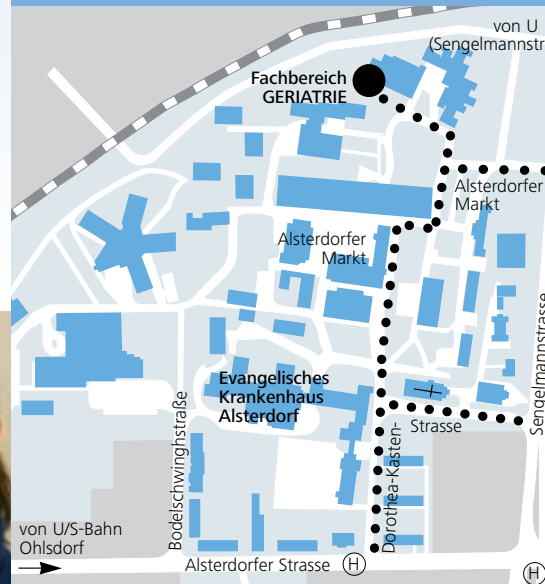 von U
(Sengelmannstr
Fachbereich
GERIATRIE
Alsterdorfer
Markt
Alsterdorfer
Markt
Sengelmannstrasse
Evangelisches
Krankenhaus
Alsterdorf
Strasse
Dorothea-Kasten-
Bodelschwinghstraße
von U/S-Bahn
Ohlsdorf
Alsterdorfer Strasse
H
H